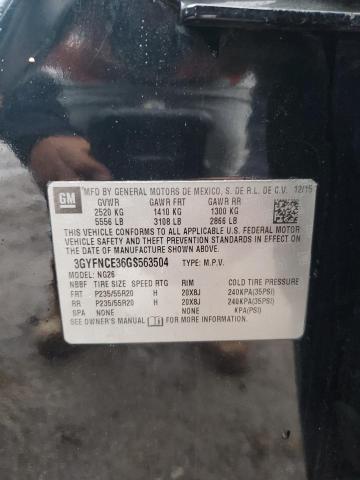 GM
MFD BY GENERAL MOTORS DE MEXICO, S. DE R.L. DE C.V. 12/15
GVWR GAWR FRT GAWR RR
2520 KG 1410 KG 1300 KG
5556 LB 3108 LB 2866 LB
THIS VEHICLE CONFORMS TO ALL APPLICABLE U.S. FEDERAL MOTOR
VEHICLE SAFETY AND THEFT PREVENTION STANDARDS IN EFFECT ON
THE DATE OF MANUFACTURE SHOWN ABOVE.
3GYFNCE36GS563504 TYPE: M.P.V.
MODEL: NG26
NBBF TIRE SIZE SPEED RTG RIM COLD TIRE PRESSURE
FRT P235/55R20 H 20X8J 240KPA(35PSI)
RR P235/55R20 H 20X8J 240KPA(35PSI)
SPA NONE NONE KPA(PSI)
SEE OWNER'S MANUAL FOR MORE INFORMATION